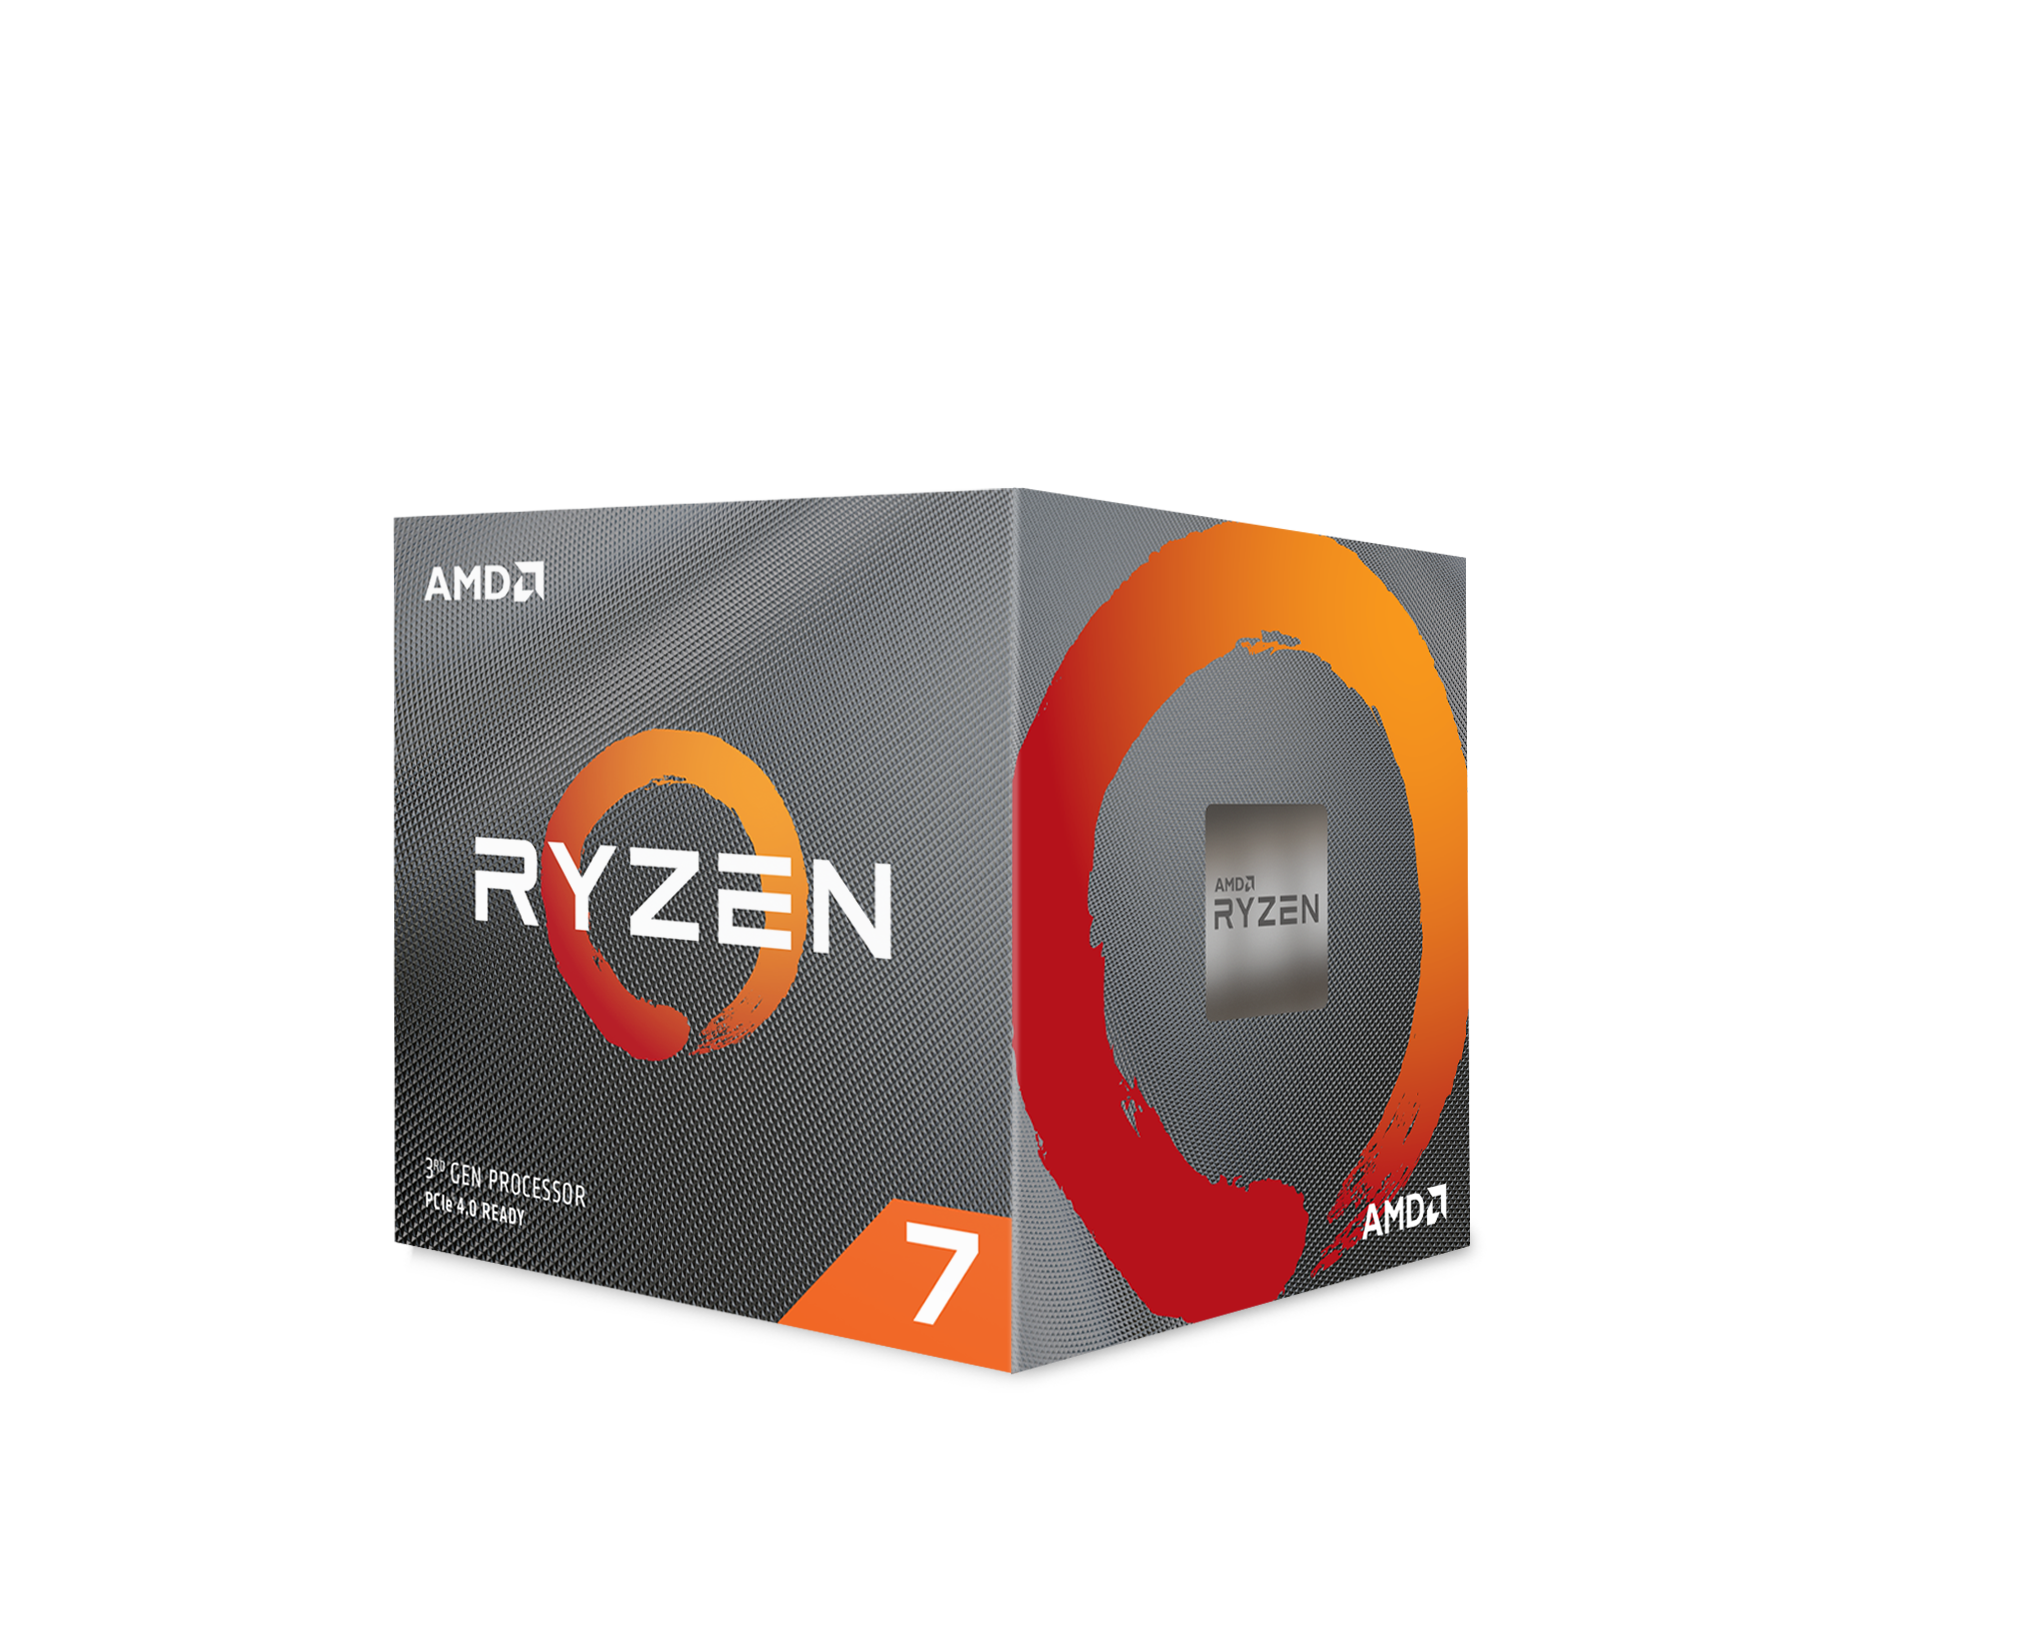 AMD
RYZEN
3RD GEN PROCESSOR
PCIe 4.0 READY
7
AMD
RYZEN
AMD